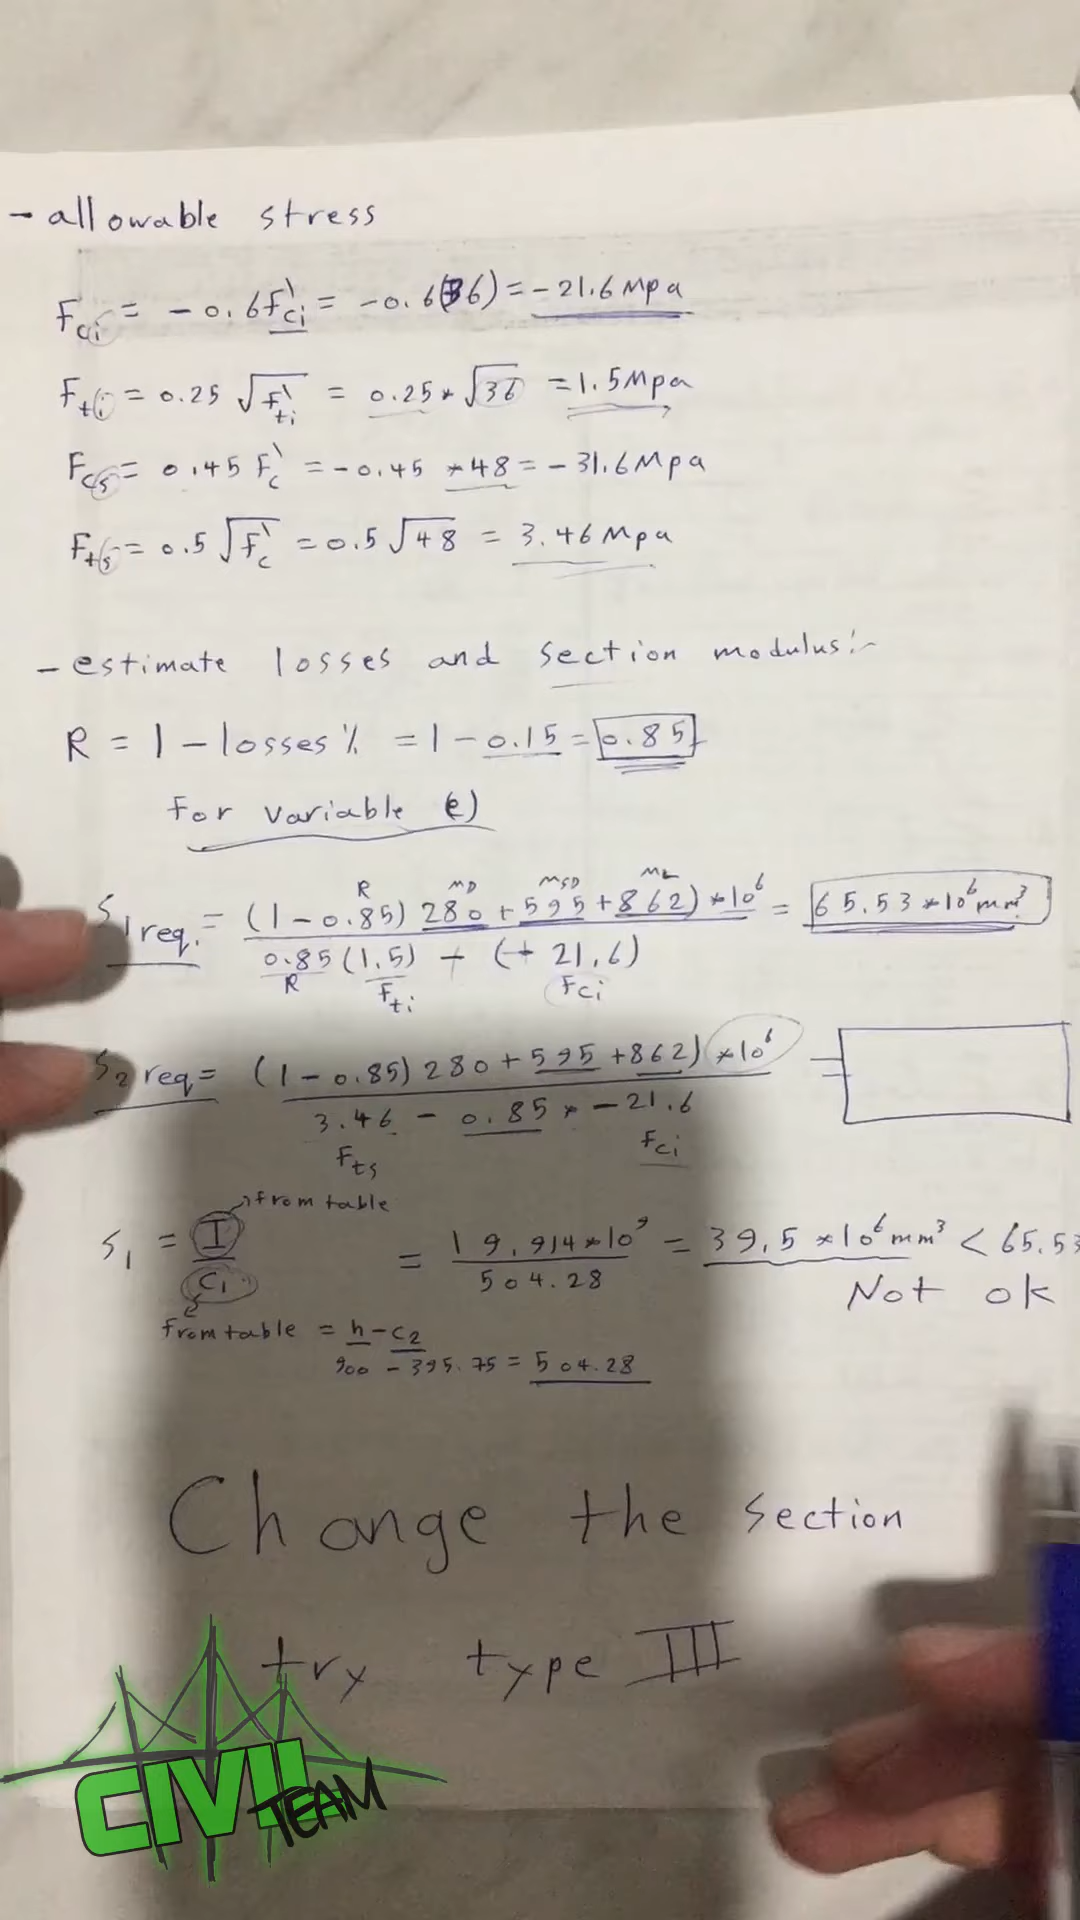 - allowable stress
Fci = - 0.6 f'ci = -0.6(36) = -21.6 Mpa
Fti = 0.25 √f'ti = 0.25 * √36 = 1.5 Mpa
Fcs = 0.45 F'c = -0.45 * 48 = -31.6 Mpa
Fts = 0.5 √F'c = 0.5 √48 = 3.46 Mpa
- estimate losses and section modulus:-
R = 1 - losses % = 1 - 0.15 = 0.85
for variable (e)
R MD MSD ML
S1 req. = (1 - 0.85) 280 + 595 + 862) * 10^6 = 65.53 * 10^6 mm^3
0.85 (1.5) + (+ 21.6)
R Fti Fci
S2 req = (1 - 0.85) 280 + 595 + 862) * 10^6
3.46 - 0.85 * -21.6
Fts Fci
from table
S1 = I / C1 = 19.914 * 10^9 / 504.28 = 39.5 * 10^6 mm^3 < 65.53
Not ok
from table = h - c2
900 - 395.75 = 504.28
Change the section
try type III
CIVIL
TEAM